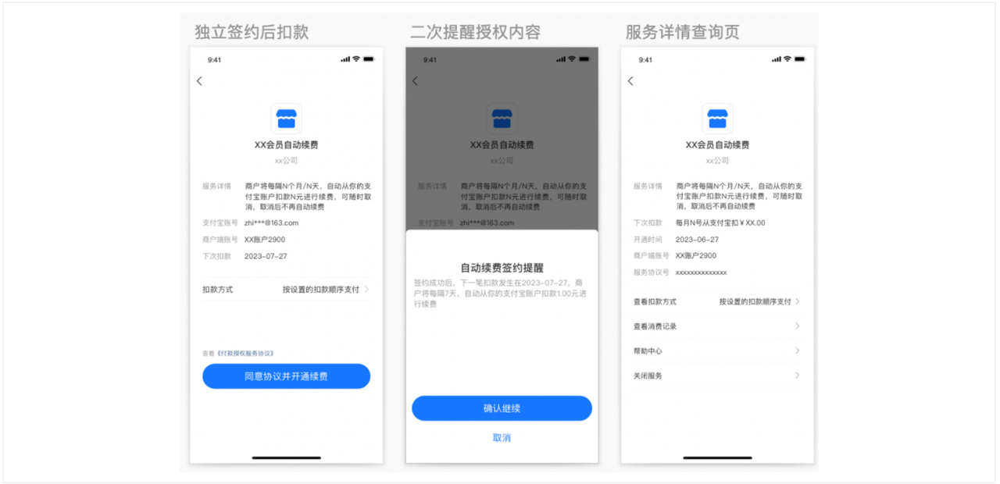 独立签约后扣款
9:41
XX会员自动续费
xx公司
服务详情 商户将每隔N个月/N天，自动从你的支
付宝账户扣款N元进行续费，可随时取
消，取消后不再自动续费
支付宝账号 zhi***@163.com
商户端账号 XX账户2900
下次扣款 2023-07-27
扣款方式 按设置的扣款顺序支付
查看《付款授权服务协议》
同意协议并开通续费
二次提醒授权内容
9:41
XX会员自动续费
xx公司
服务详情 商户将每隔N个月/N天，自动从你的支
付宝账户扣款N元进行续费，可随时取
消，取消后不再自动续费
支付宝账号 zhi***@163.com
自动续费签约提醒
签约成功后，下一笔扣款发生在2023-07-27，商
户将每隔7天，自动从你的支付宝账户扣款1.00元进
行续费
确认继续
取消
服务详情查询页
9:41
XX会员自动续费
xx公司
服务详情 商户将每隔N个月/N天，自动从你的支
付宝账户扣款N元进行续费，可随时取
消，取消后不再自动续费
下次扣款 每月N号从支付宝扣￥XX.00
开通时间 2023-06-27
商户端账号 XX账户2900
服务协议号 xxxxxxxxxxxxxx
查看扣款方式 按设置的扣款顺序支付
查看消费记录
帮助中心
关闭服务